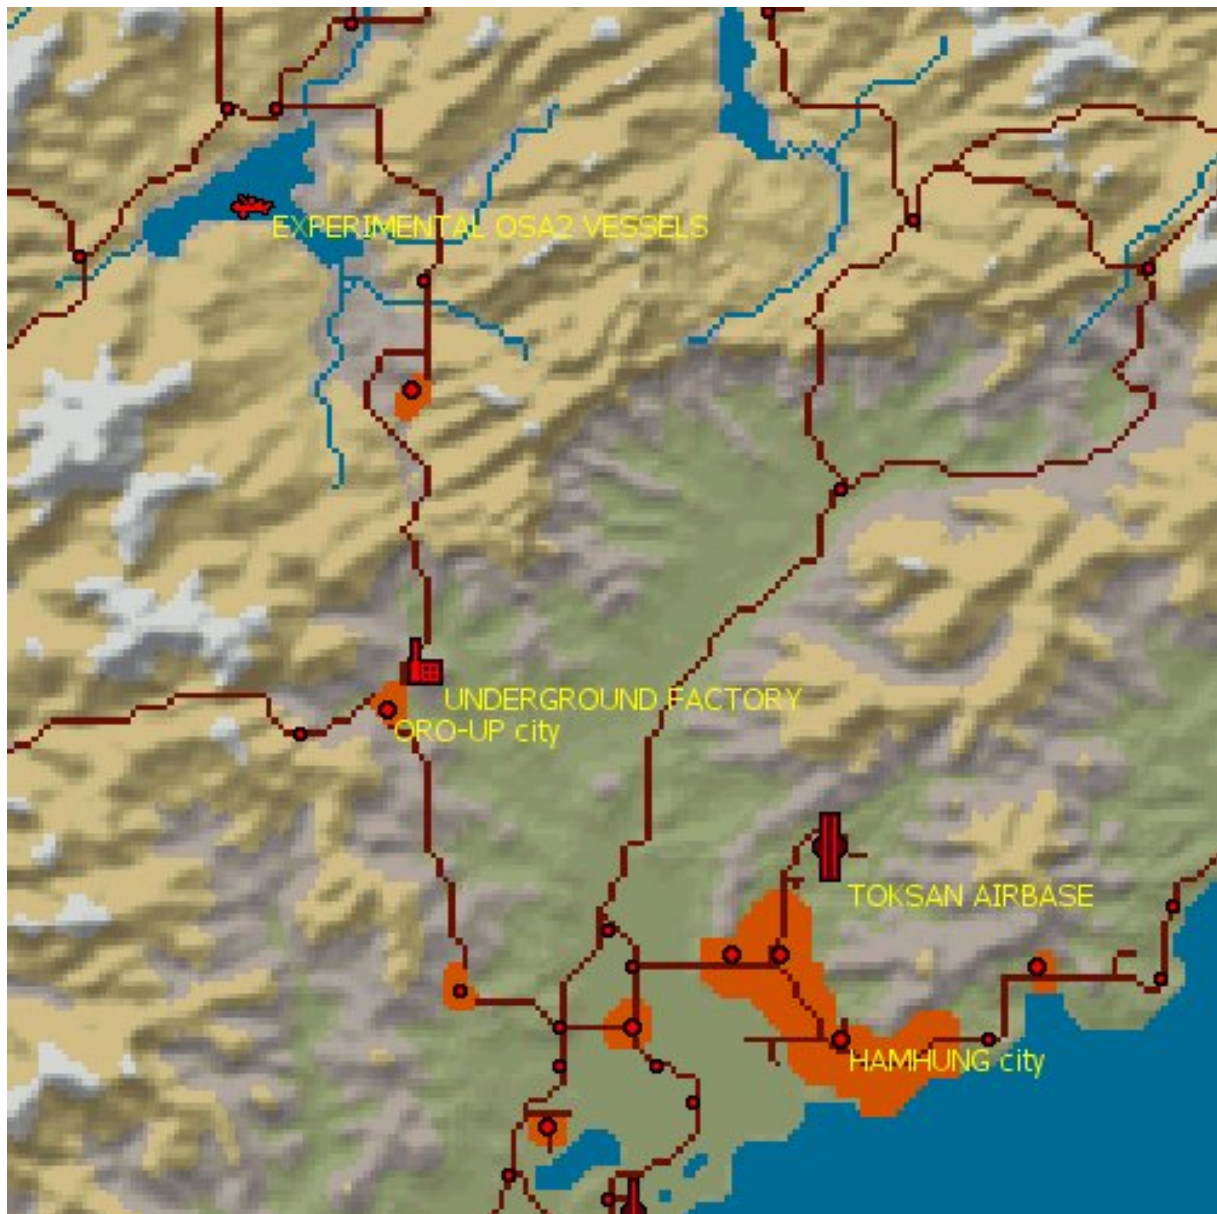 EXPERIMENTAL OSA2 VESSELS
UNDERGROUND FACTORY
ORO-UP city
TOKSAN AIRBASE
HAMHUNG city